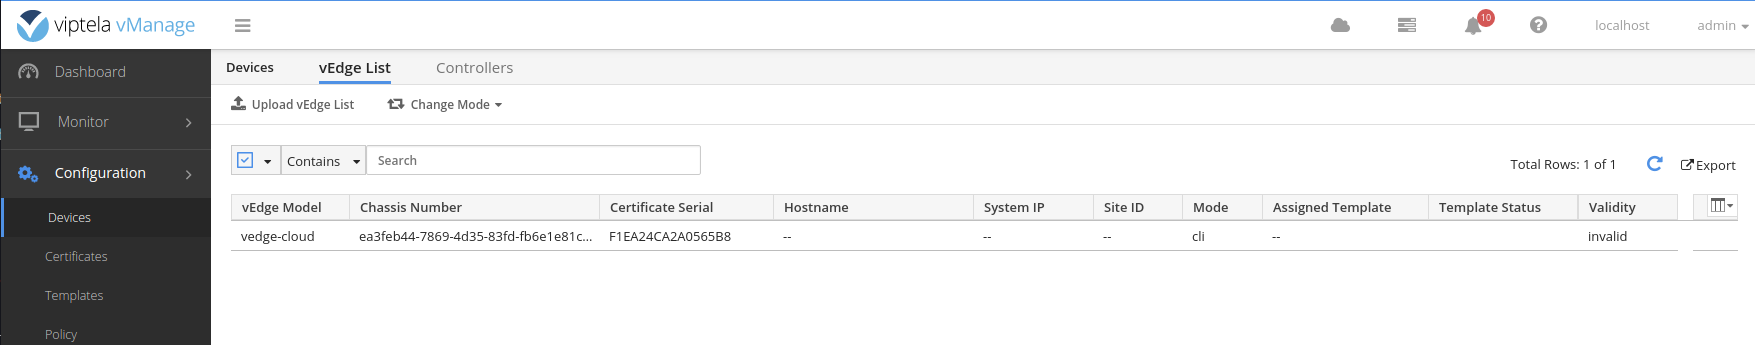 viptela vManage
10
localhost
admin
Dashboard
Monitor
Configuration
Devices
Certificates
Templates
Policy
Devices vEdge List Controllers
Upload vEdge List Change Mode
Contains Search
Total Rows: 1 of 1 Export
vEdge Model Chassis Number Certificate Serial Hostname System IP Site ID Mode Assigned Template Template Status Validity
vedge-cloud ea3feb44-7869-4d35-83fd-fb6e1e81c... F1EA24CA2A0565B8 -- -- -- cli -- invalid